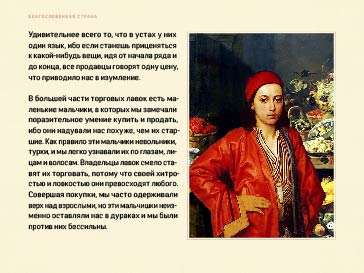 БЛАГОСЛОВЕННАЯ СТРАНА
Удивительнее всего то, что в устах у них
один язык, ибо если станешь приценяться
к какой-нибудь вещи, идя от начала ряда и
до конца, все продавцы говорят одну цену,
что приводило нас в изумление.
В большей части торговых лавок есть ма-
ленькие мальчики, в которых мы замечали
поразительное умение купить и продать,
ибо они надували нас похуже, чем их стар-
шие. Как правило эти мальчики невольники,
турки, и мы легко узнавали их по глазам, ли-
цам и волосам. Владельцы лавок смело ста-
вят их торговать, потому что своей хитро-
стью и ловкостью они превосходят любого.
Совершая покупки, мы часто одерживали
верх над взрослыми, но эти мальчишки неиз-
менно оставляли нас в дураках и мы были
против них бессильны.